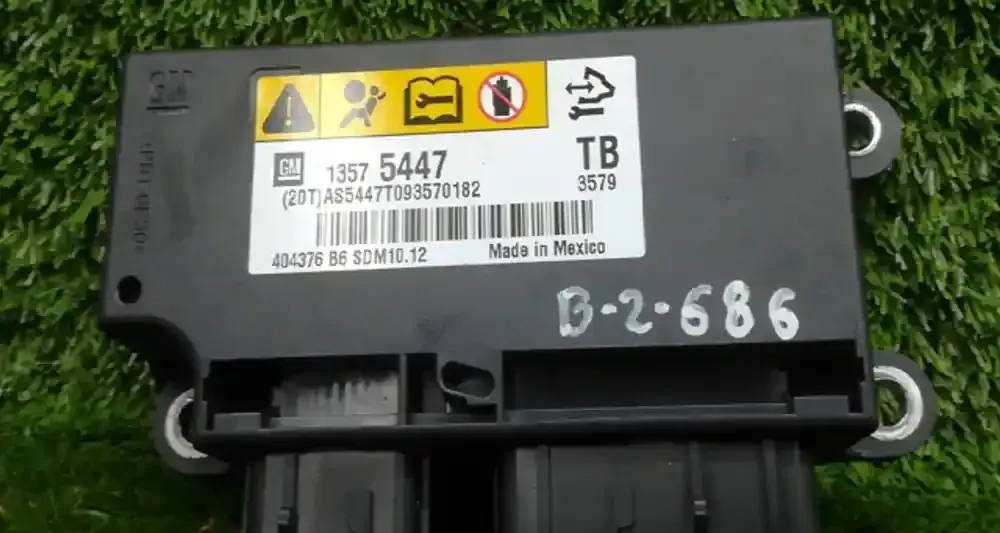 GM
GM 1357 5447 TB
(20T)AS5447T093570182 3579
404376 B6 SDM10.12 Made in Mexico
B-2-686